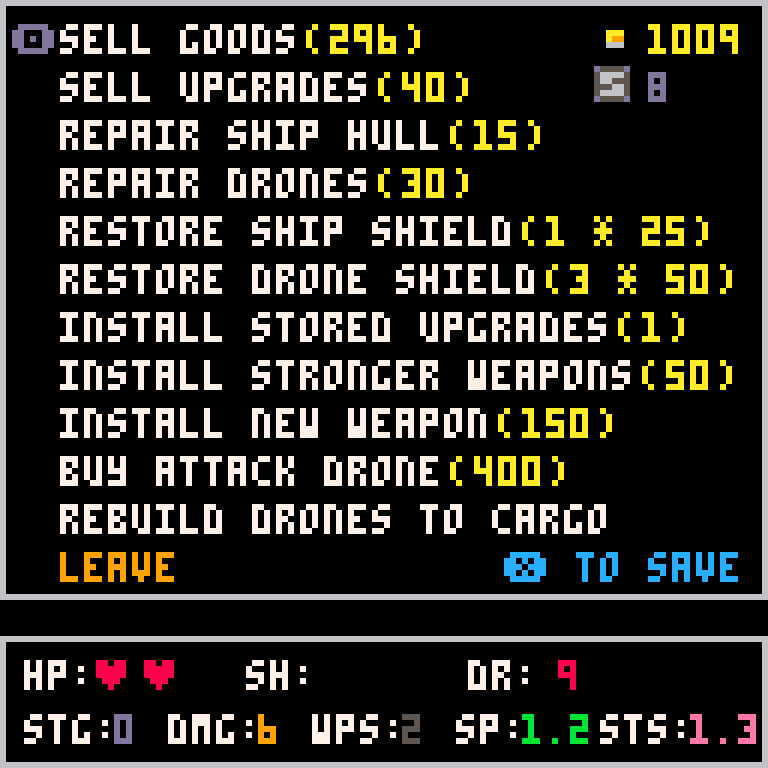 SELL GOODS(296) 1009
SELL UPGRADES(40) 8
REPAIR SHIP HULL(15)
REPAIR DRONES(30)
RESTORE SHIP SHIELD(1 * 25)
RESTORE DRONE SHIELD(3 * 50)
INSTALL STORED UPGRADES(1)
INSTALL STRONGER WEAPONS(50)
INSTALL NEW WEAPON(150)
BUY ATTACK DRONE(400)
REBUILD DRONES TO CARGO
LEAVE TO SAVE
HP: SH: DR: 9
STG:0 DMG:6 WPS:2 SP:1.2 STS:1.3